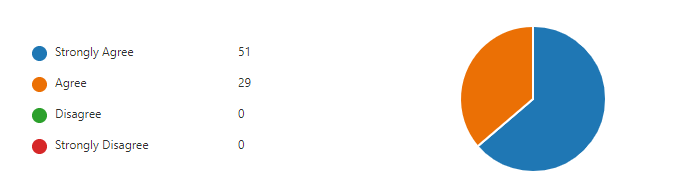 Strongly Agree 51
Agree 29
Disagree 0
Strongly Disagree 0